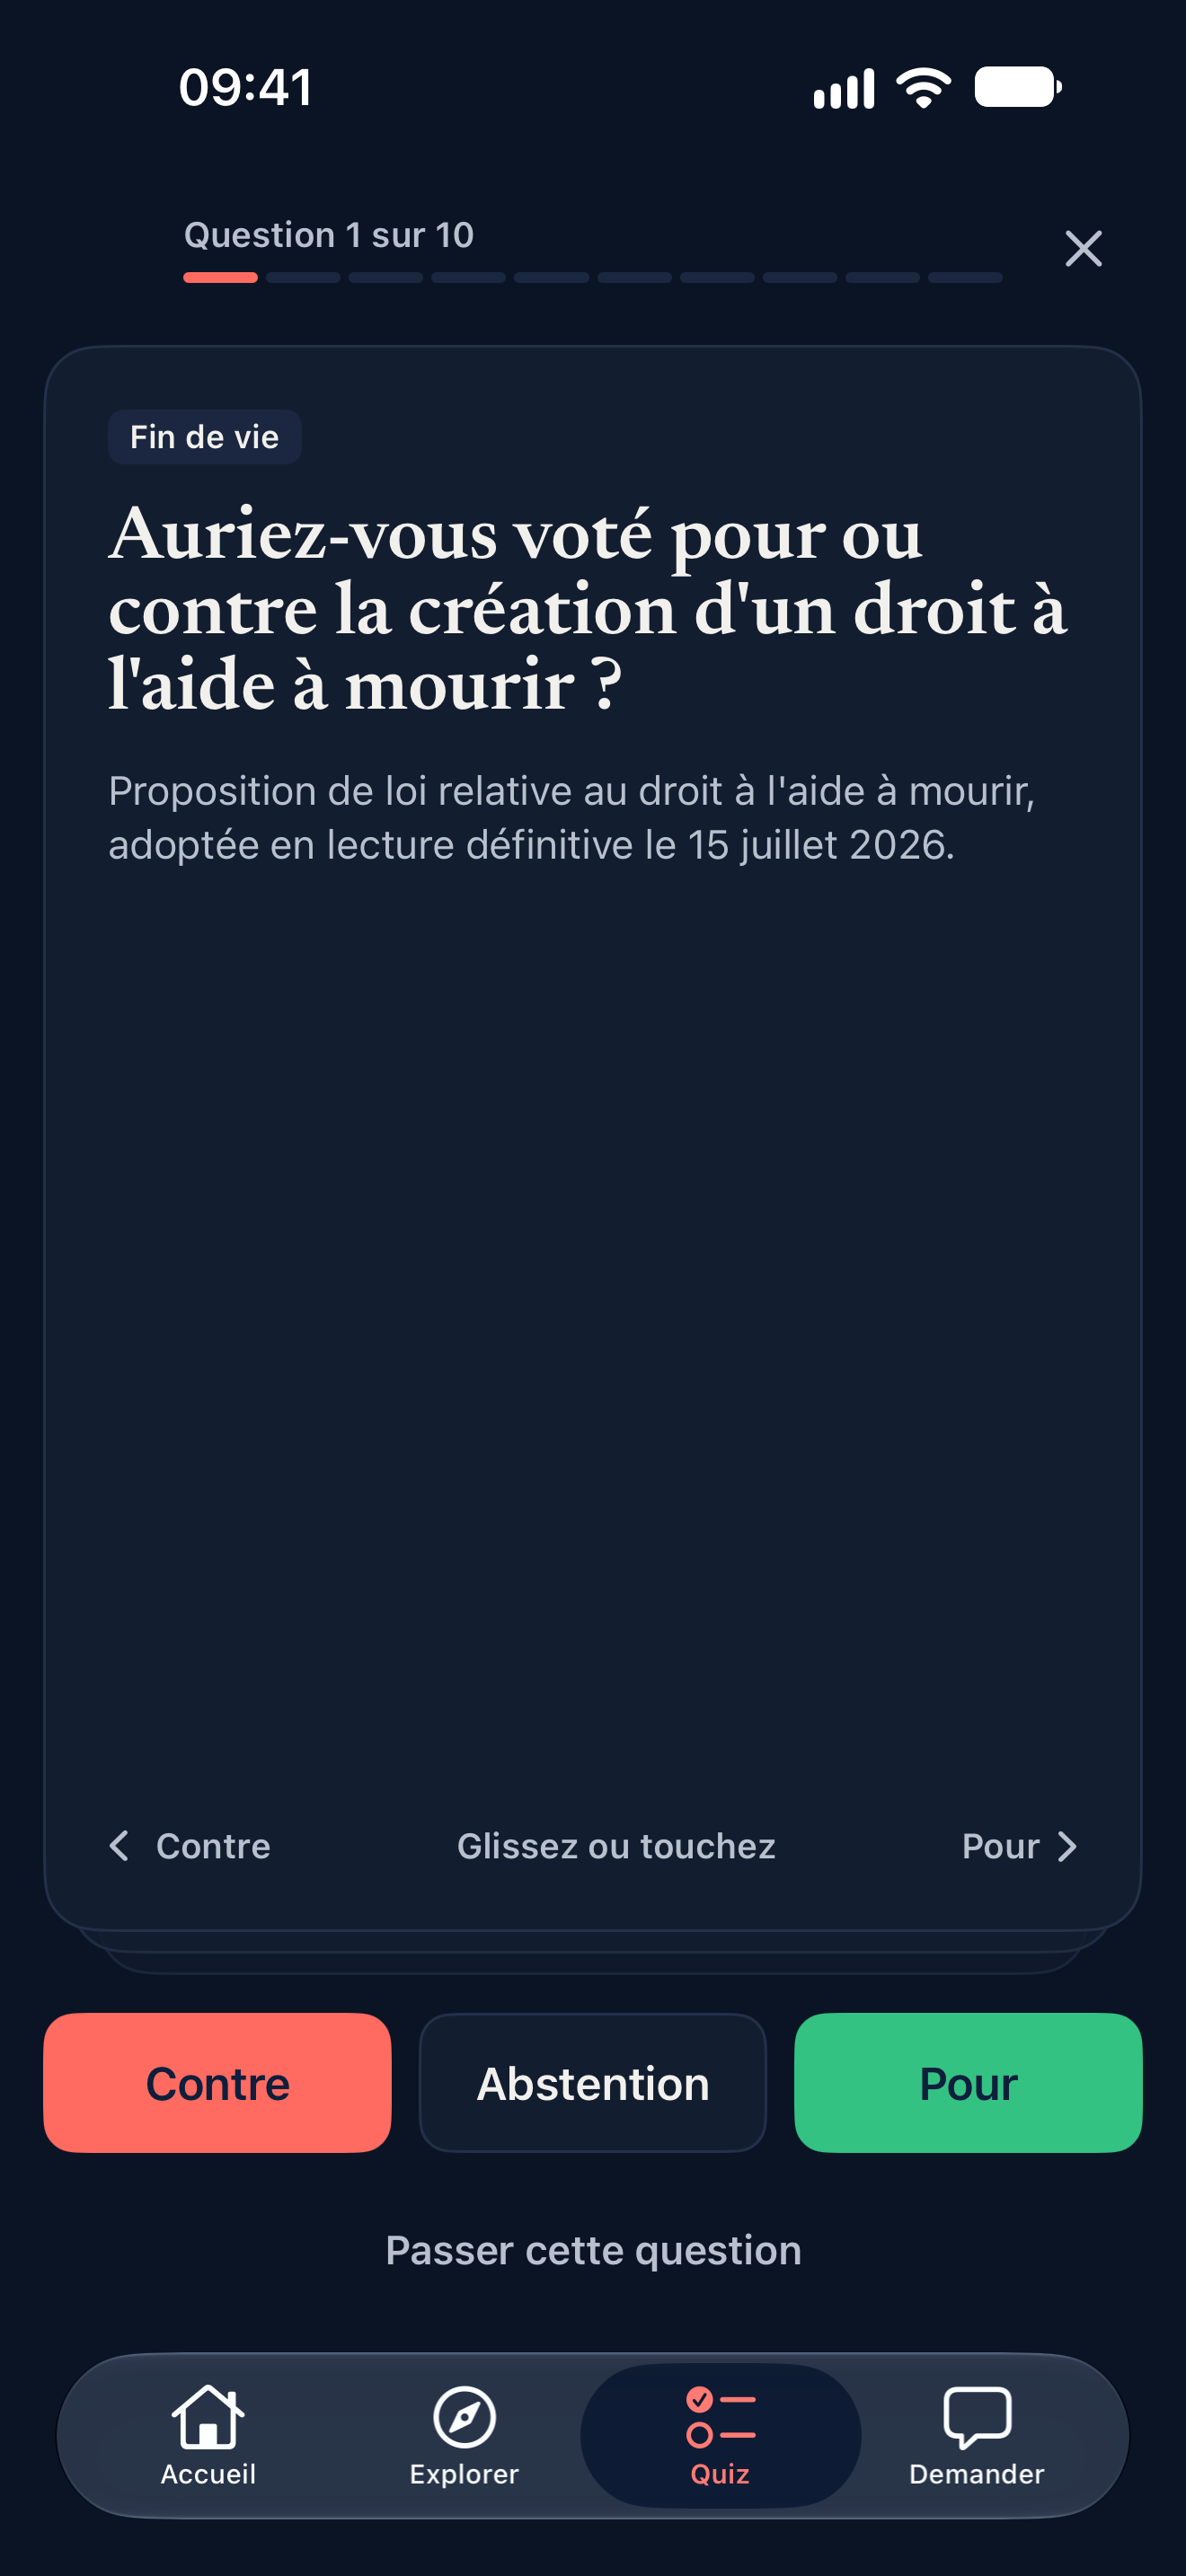 09:41
Question 1 sur 10
Fin de vie
Auriez-vous voté pour ou
contre la création d'un droit à
l'aide à mourir ?
Proposition de loi relative au droit à l'aide à mourir,
adoptée en lecture définitive le 15 juillet 2026.
Contre
Glissez ou touchez
Pour
Contre
Abstention
Pour
Passer cette question
Accueil
Explorer
Quiz
Demander